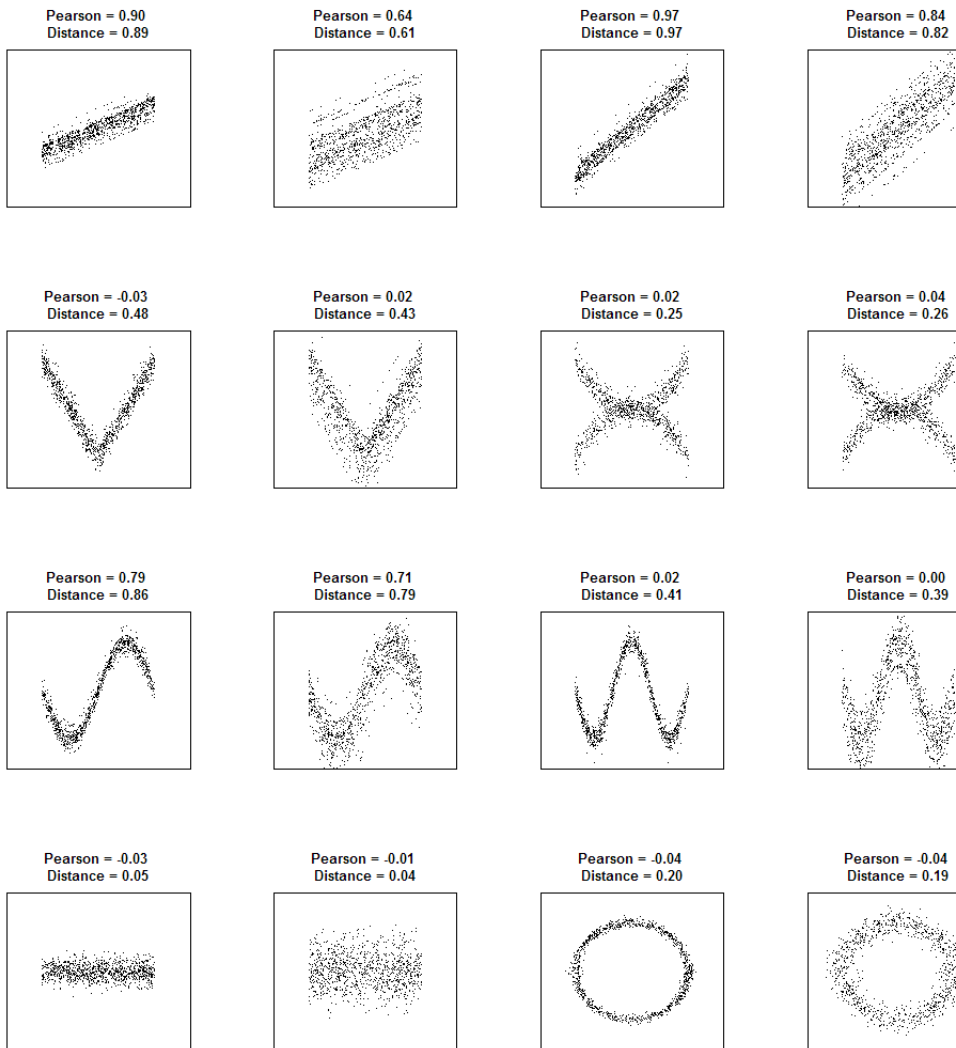 Pearson = 0.90
Distance = 0.89
Pearson = 0.64
Distance = 0.61
Pearson = 0.97
Distance = 0.97
Pearson = 0.84
Distance = 0.82
Pearson = -0.03
Distance = 0.48
Pearson = 0.02
Distance = 0.43
Pearson = 0.02
Distance = 0.25
Pearson = 0.04
Distance = 0.26
Pearson = 0.79
Distance = 0.86
Pearson = 0.71
Distance = 0.79
Pearson = 0.02
Distance = 0.41
Pearson = 0.00
Distance = 0.39
Pearson = -0.03
Distance = 0.05
Pearson = -0.01
Distance = 0.04
Pearson = -0.04
Distance = 0.20
Pearson = -0.04
Distance = 0.19